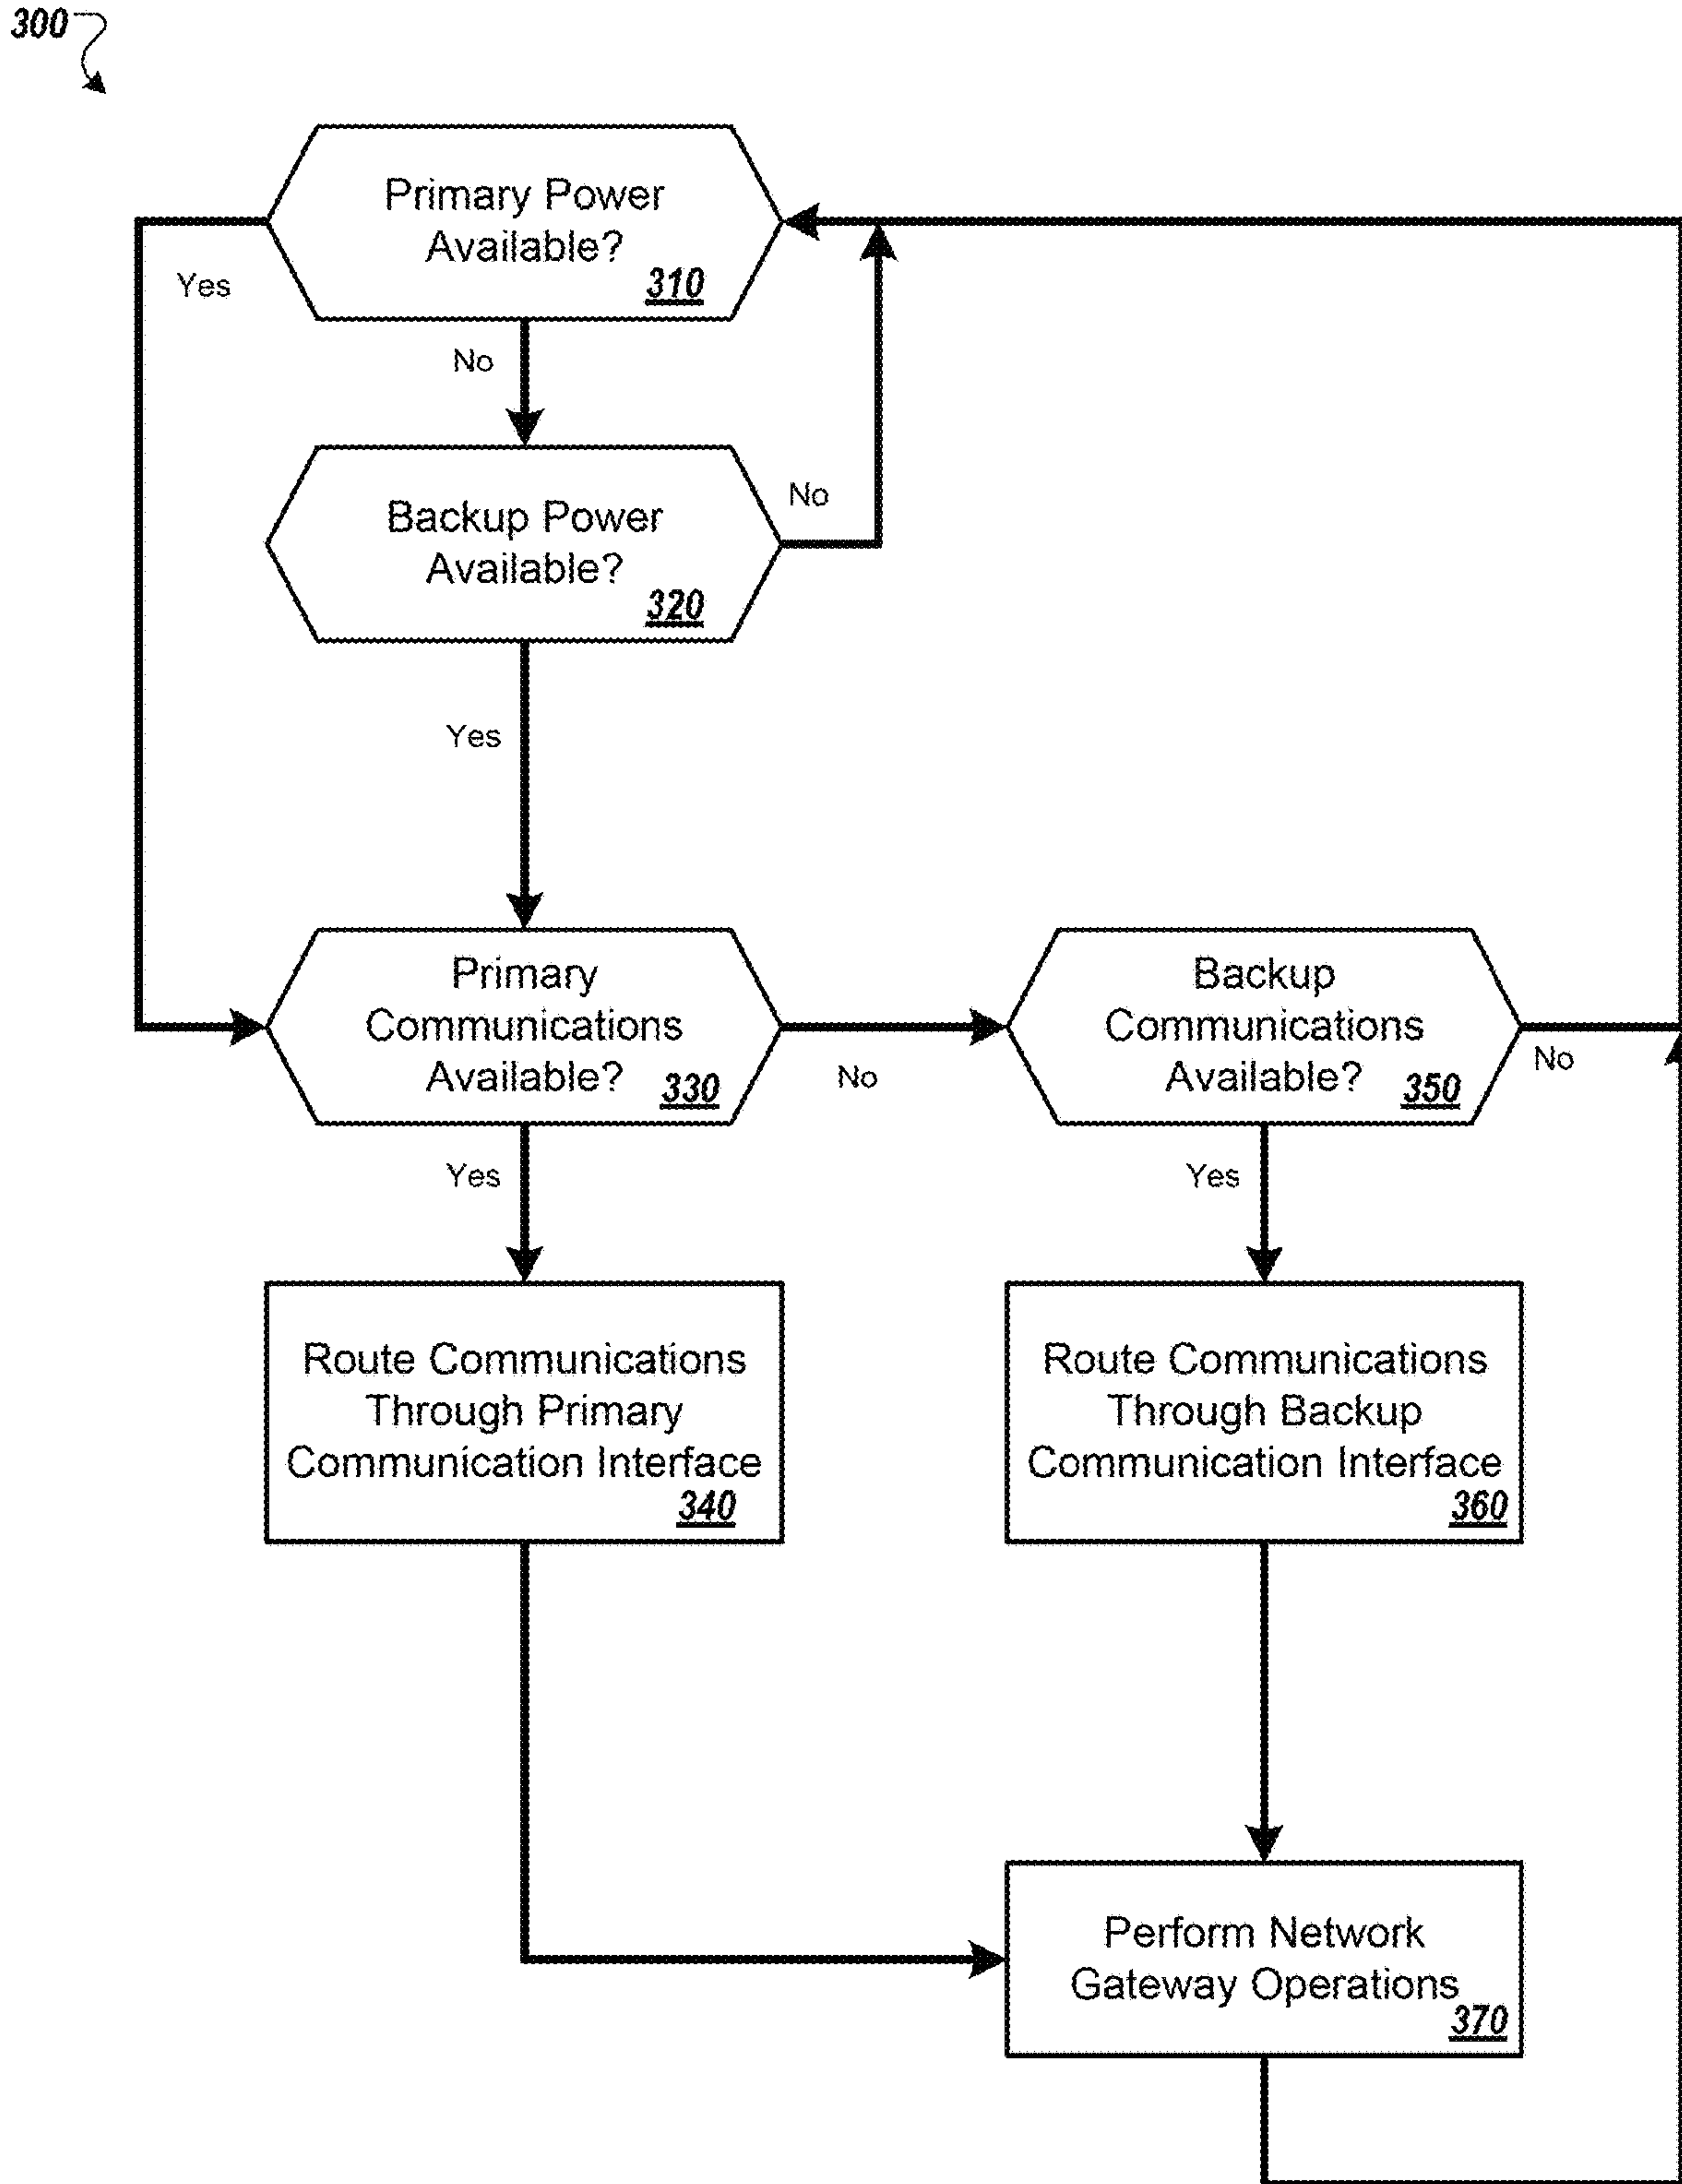 300
Primary Power
Available?
310
Yes
No
Backup Power
Available?
320
No
Yes
Primary
Communications
Available?
330
No
Backup
Communications
Available?
350
No
Yes
Yes
Route Communications
Through Primary
Communication Interface
340
Route Communications
Through Backup
Communication Interface
360
Perform Network
Gateway Operations
370